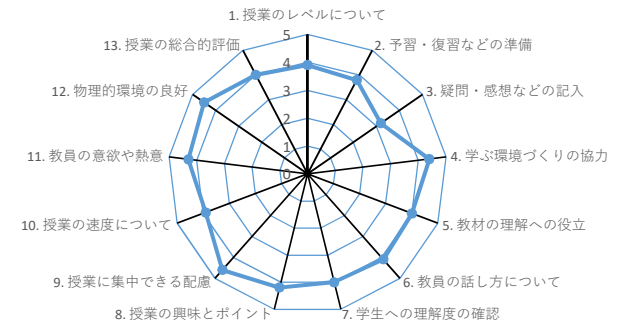 1. 授業のレベルについて
2. 予習・復習などの準備
3. 疑問・感想などの記入
4. 学ぶ環境づくりの協力
5. 教材の理解への役立
6. 教員の話し方について
7. 学生への理解度の確認
8. 授業の興味とポイント
9. 授業に集中できる配慮
10. 授業の速度について
11. 教員の意欲や熱意
12. 物理的環境の良好
13. 授業の総合的評価
5
4
3
2
1
0